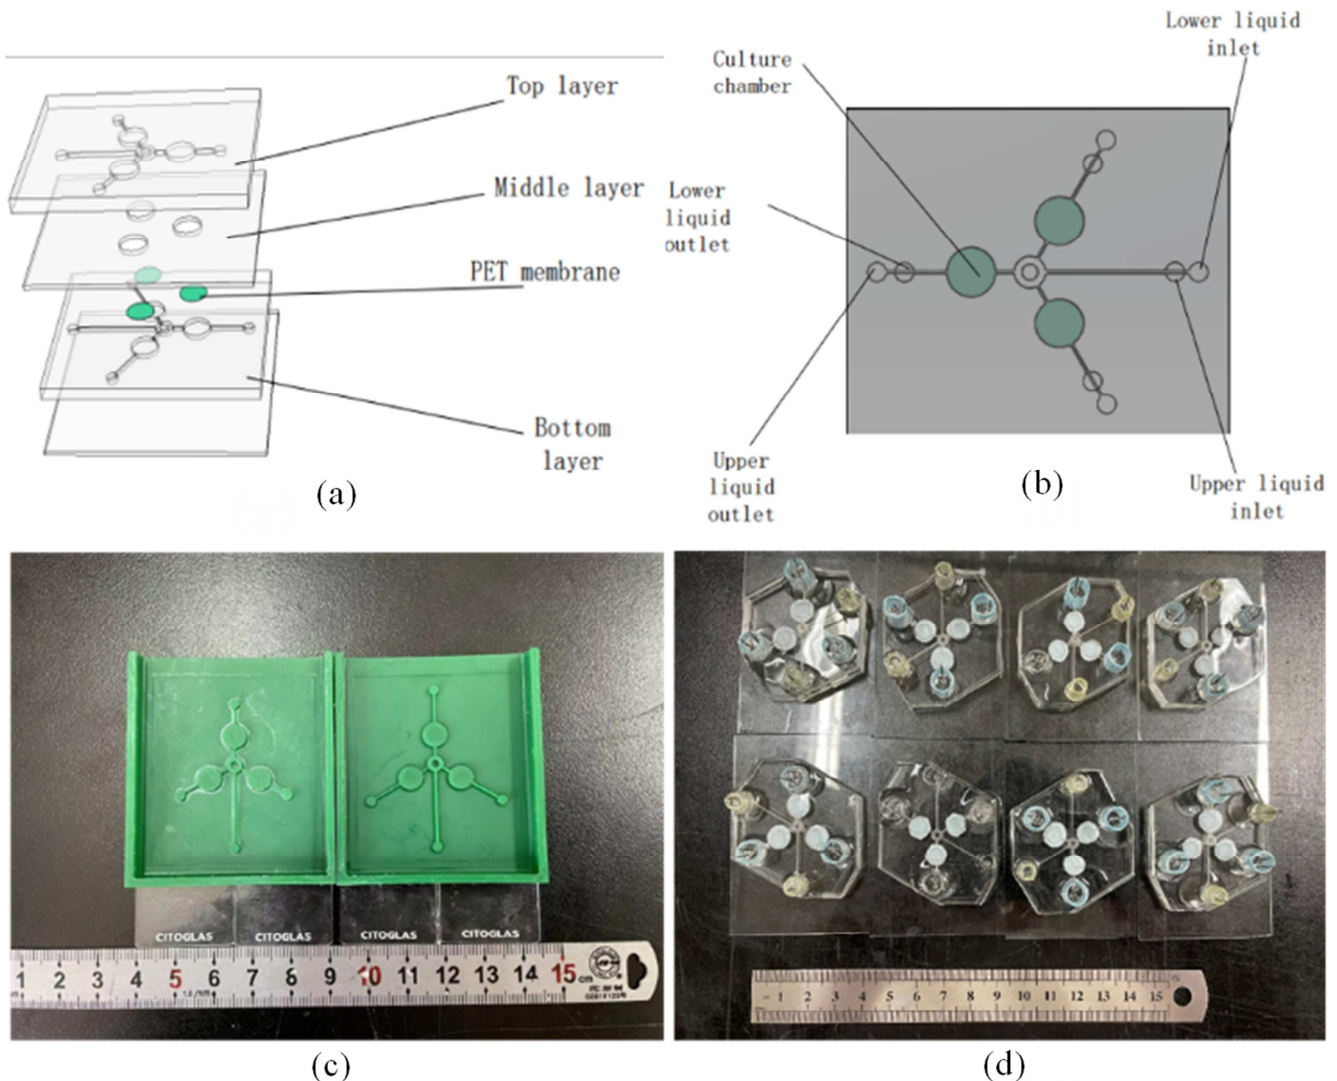 Top layer
Middle layer
PET membrane
Bottom
layer
(a)
Lower liquid
inlet
Culture
chamber
Lower
liquid
outlet
Upper
liquid
outlet
Upper liquid
inlet
(b)
CITOGLAS CITOGLAS CITOGLAS CITOGLAS
1 2 3 4 5 6 7 8 9 10 11 12 13 14 15 cm
(c)
1 2 3 4 5 6 7 8 9 10 11 12 13 14 15
(d)